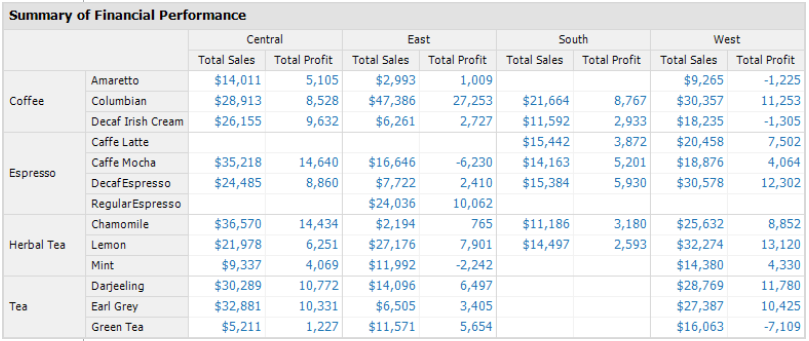 Summary of Financial Performance
Central East South West
Total Sales Total Profit Total Sales Total Profit Total Sales Total Profit Total Sales Total Profit
Coffee Amaretto $14,011 5,105 $2,993 1,009 $9,265 -1,225
Columbian $28,913 8,528 $47,386 27,253 $21,664 8,767 $30,357 11,253
Decaf Irish Cream $26,155 9,632 $6,261 2,727 $11,592 2,933 $18,235 -1,305
Espresso Caffe Latte $15,442 3,872 $20,458 7,502
Caffe Mocha $35,218 14,640 $16,646 -6,230 $14,163 5,201 $18,876 4,064
Decaf Espresso $24,485 8,860 $7,722 2,410 $15,384 5,930 $30,578 12,302
Regular Espresso $24,036 10,062
Herbal Tea Chamomile $36,570 14,434 $2,194 765 $11,186 3,180 $25,632 8,852
Lemon $21,978 6,251 $27,176 7,901 $14,497 2,593 $32,274 13,120
Mint $9,337 4,069 $11,992 -2,242 $14,380 4,330
Tea Darjeeling $30,289 10,772 $14,096 6,497 $28,769 11,780
Earl Grey $32,881 10,331 $6,505 3,405 $27,387 10,425
Green Tea $5,211 1,227 $11,571 5,654 $16,063 -7,109